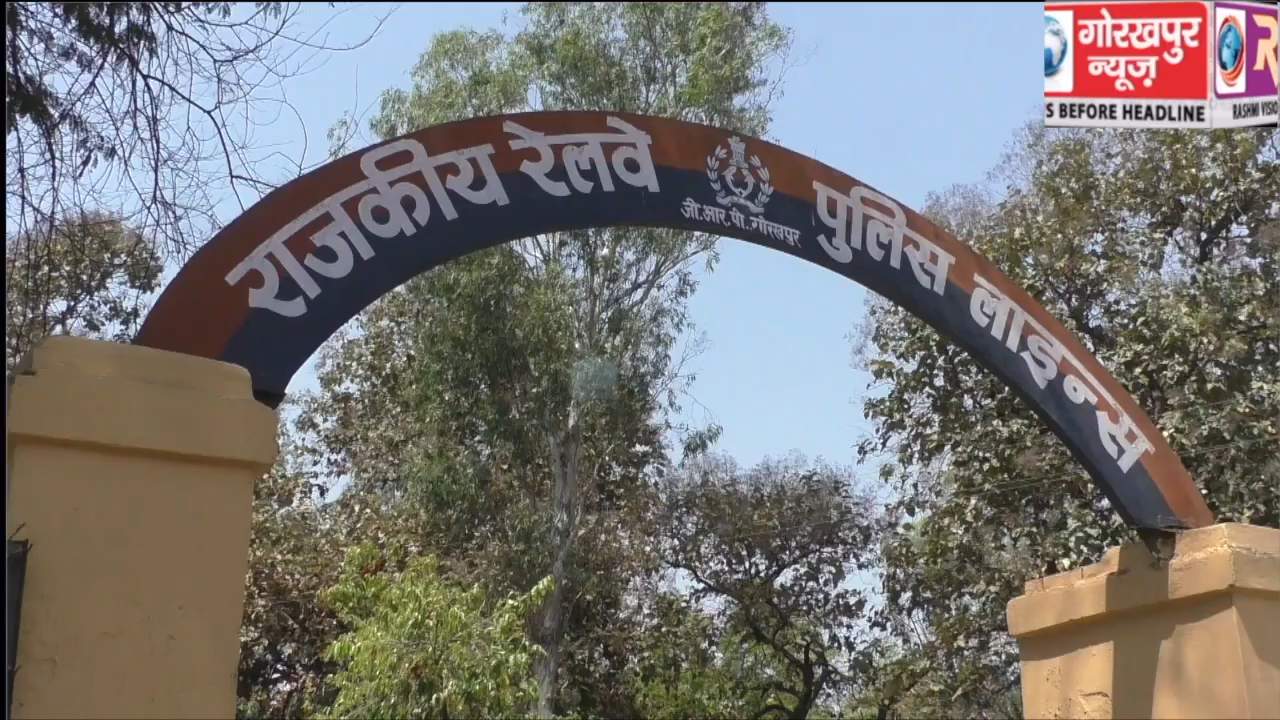 राजकीय रेलवे पुलिस लाइन्स
जी.आर.पी.गोरखपुर
गोरखपुर
न्यूज़
S BEFORE HEADLINE
R
RASHMI VISIO